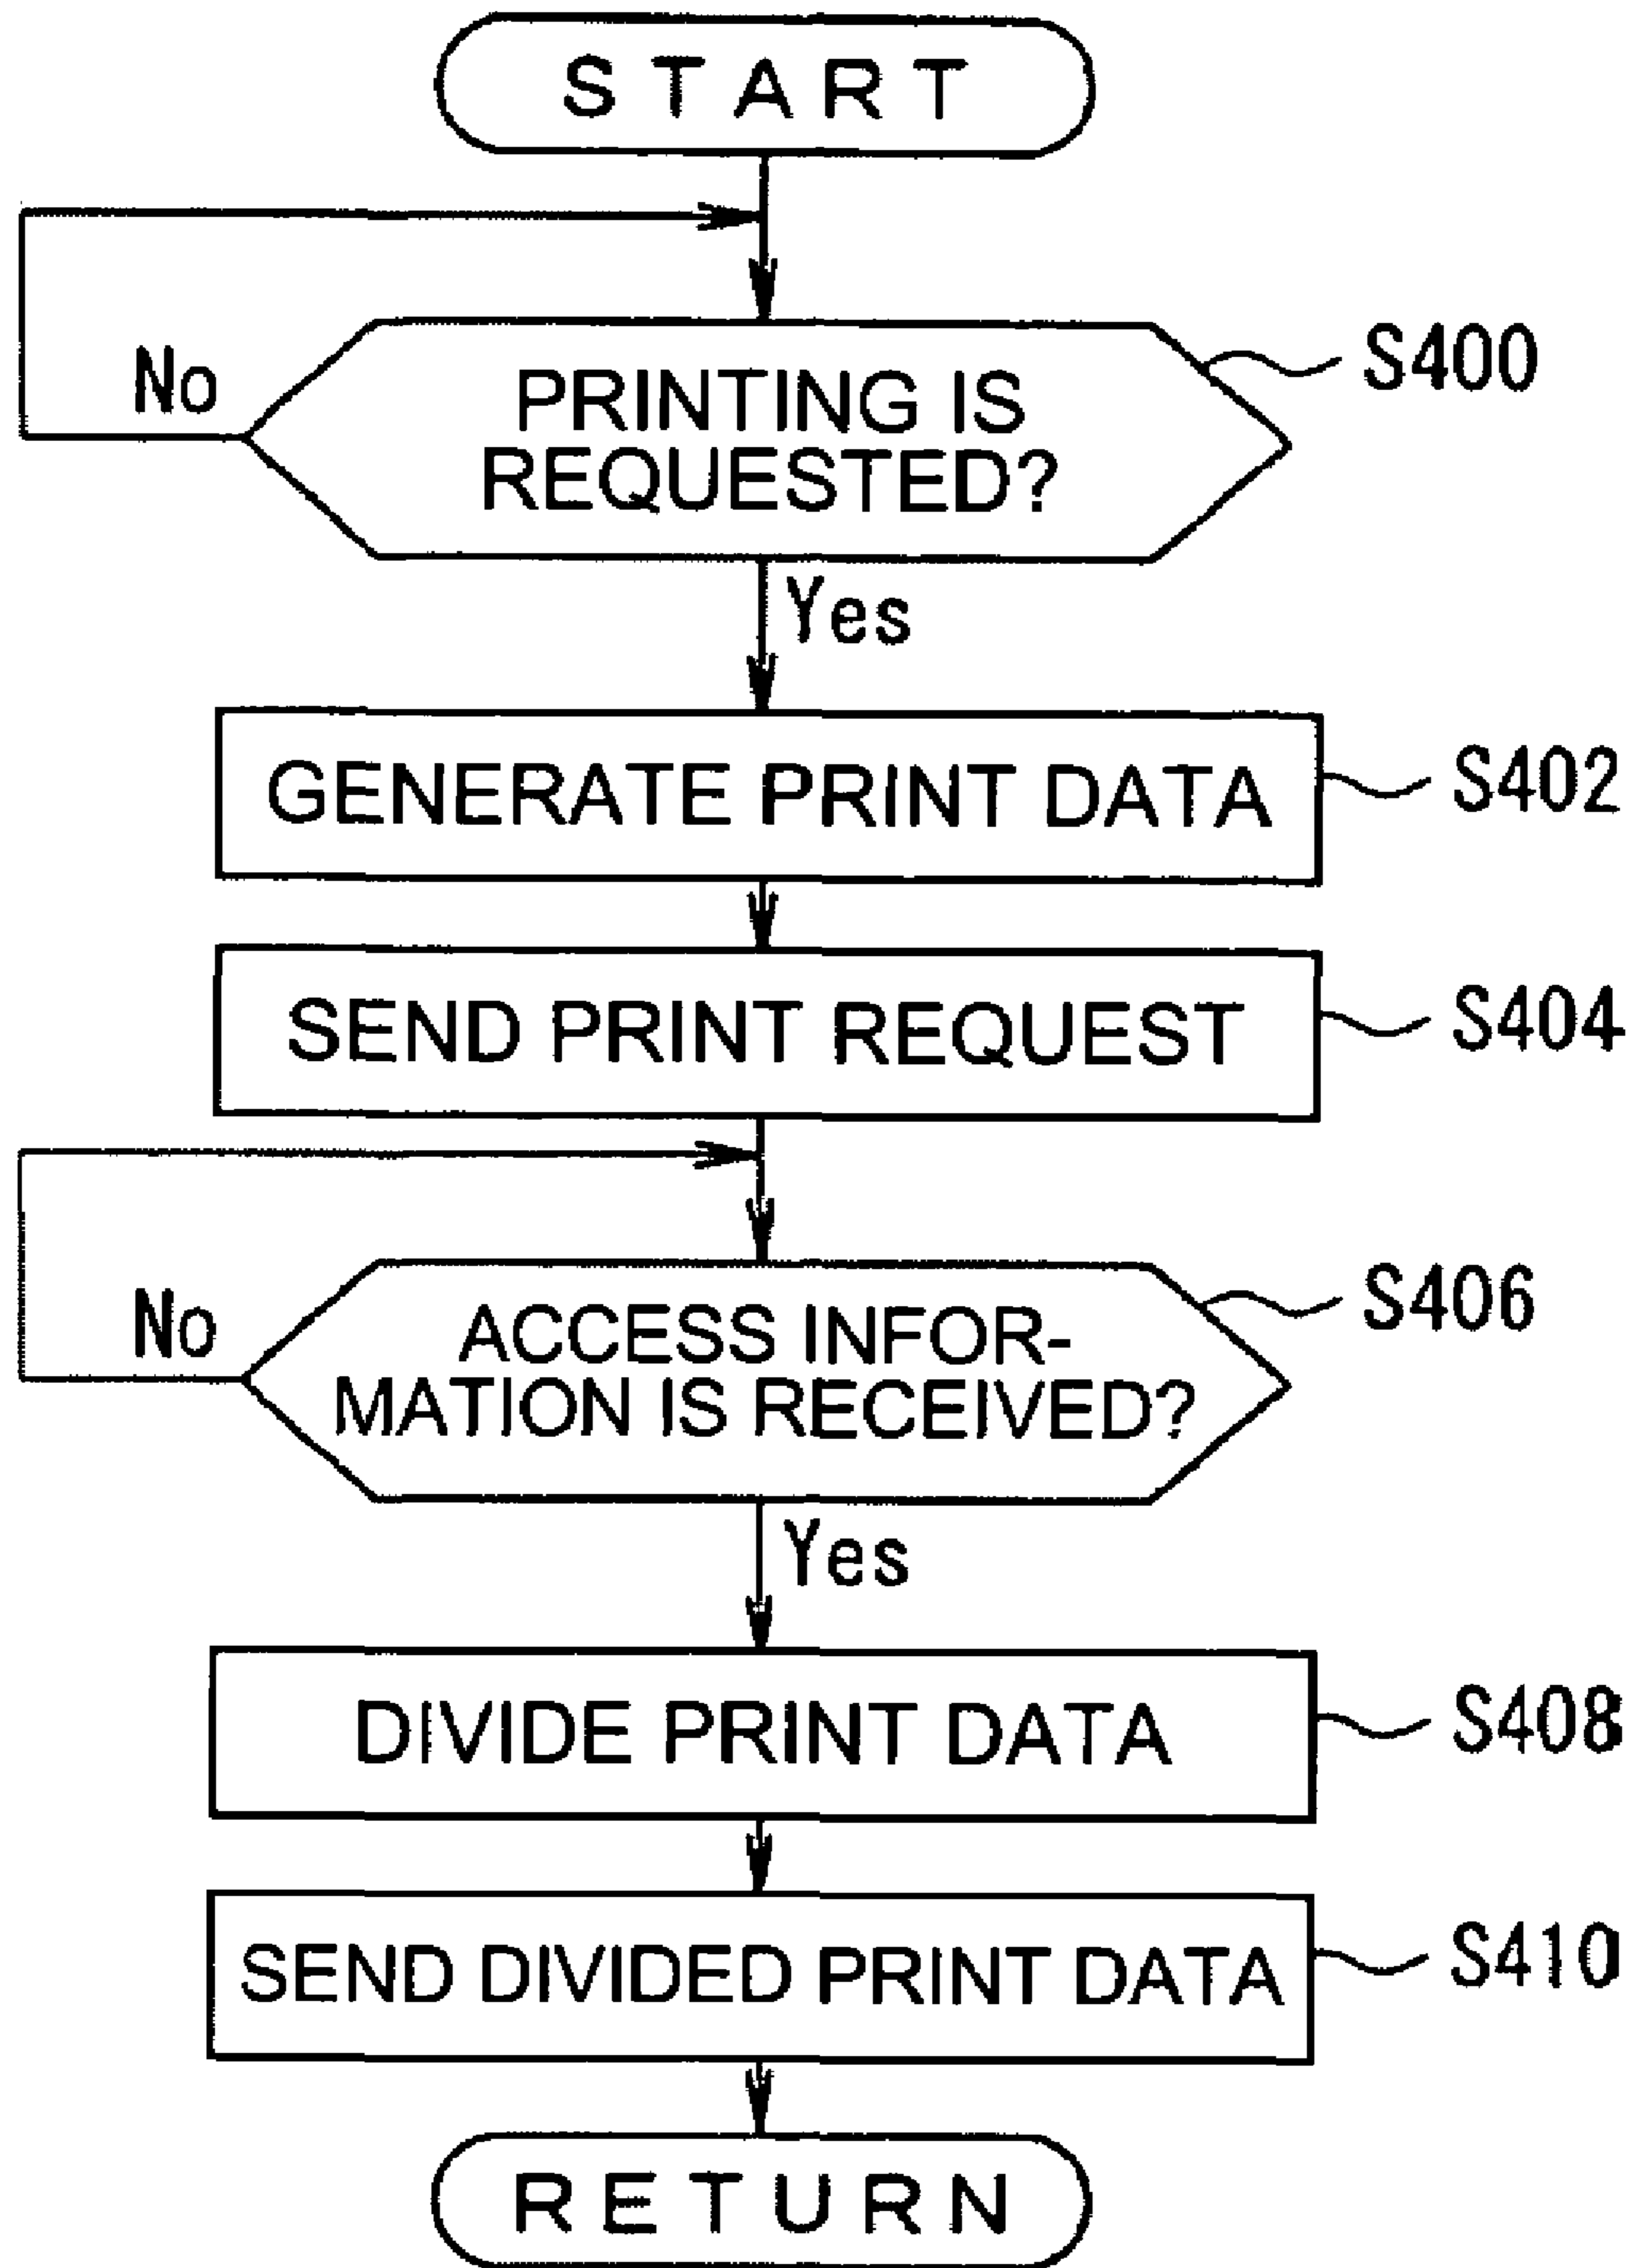 START
No
PRINTING IS
REQUESTED?
S400
Yes
GENERATE PRINT DATA
S402
SEND PRINT REQUEST
S404
No
ACCESS INFOR-
MATION IS RECEIVED?
S406
Yes
DIVIDE PRINT DATA
S408
SEND DIVIDED PRINT DATA
S410
RETURN